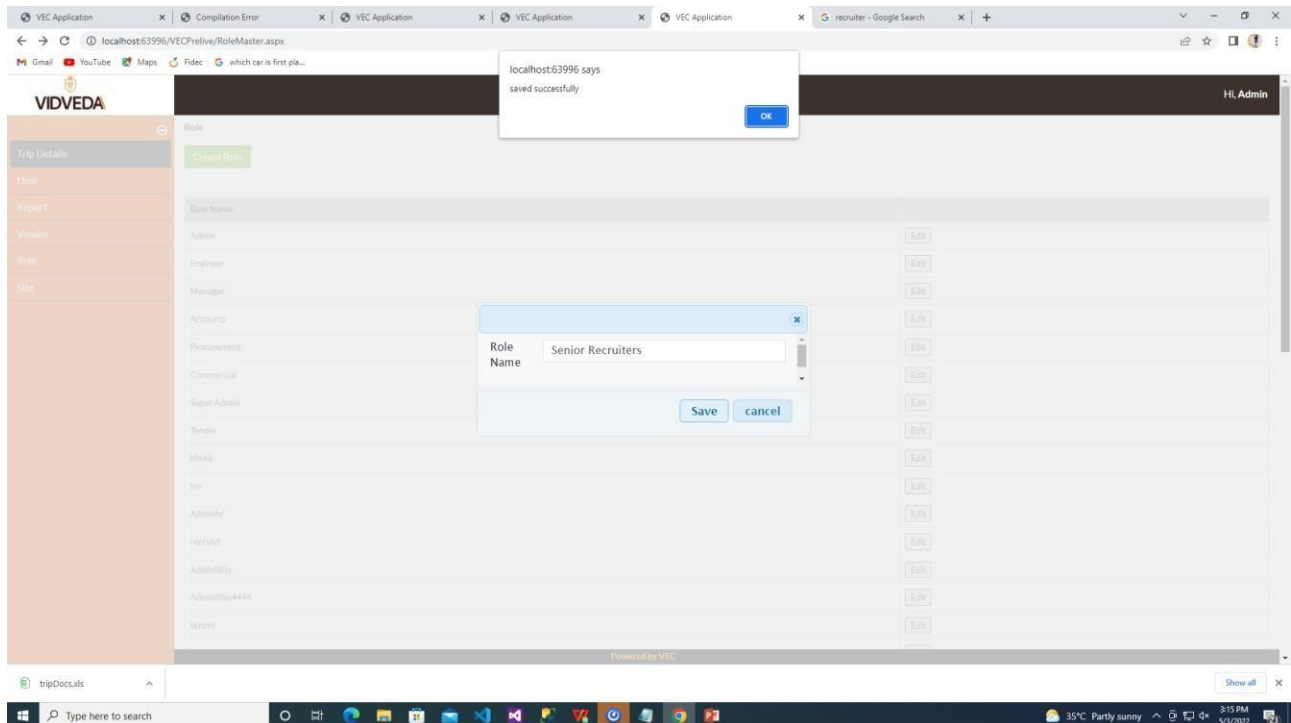 VEC Application
Compilation Error
VEC Application
VEC Application
VEC Application
recruiter - Google Search
localhost:63996/VECPrelive/RoleMaster.aspx
Gmail
YouTube
Maps
Fidec
which car is first pla...
localhost:63996 says
saved successfully
OK
VIDVEDA
Hi, Admin
Role
Trip Details
Create Role
User
Report
Role Name
Vendor
Admin Edit
Role
Engineer Edit
Site
Manager Edit
Accounts Edit
Procurement Edit
Commercial Edit
Super Admin Edit
Tender Edit
Edit
hrr Edit
Adminhr Edit
Edit
Edit
Edit
Edit
Role Name
Senior Recruiters
Save cancel
Powered by VEC
tripDocs.xls
Show all
Type here to search
35°C Partly sunny
3:15 PM
5/3/2022